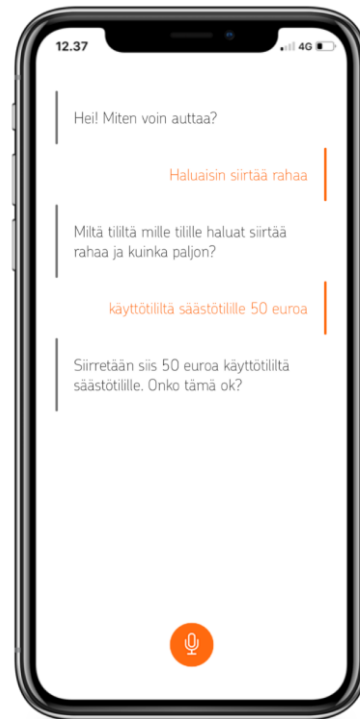 12.37
4G
Hei! Miten voin auttaa?
Haluaisin siirtää rahaa
Miltä tililtä mille tilille haluat siirtää
rahaa ja kuinka paljon?
käyttötililtä säästötilille 50 euroa
Siirretään siis 50 euroa käyttötililtä
säästötilille. Onko tämä ok?